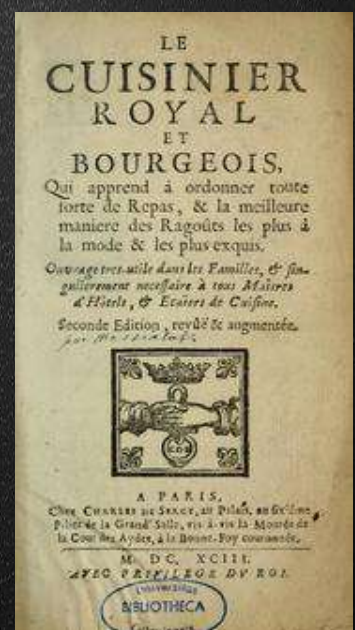 LE
CUISINIER
ROYAL
ET
BOURGEOIS,
Qui apprend à ordonner toute
sorte de Repas, & la meilleure
maniere des Ragoûts les plus à
la mode & les plus exquis.
Ouvrage tres-utile dans les Familles, & sin-
gulierement necessaire à tous Maîtres
d'Hôtels, & Ecuïers de Cuisine.
Seconde Edition, revûë & augmentée.
par
A PARIS,
Chez CHARLES DE SERCY, au Palais, au sixiéme
Pilier de la Grand' Salle, vis-à-vis la Montée de
la Cour des Aydes, à la Bonne-Foy couronnée.
M. DC. XCIII.
AVEC PRIVILEGE DV ROI.
BIBLIOTHECA